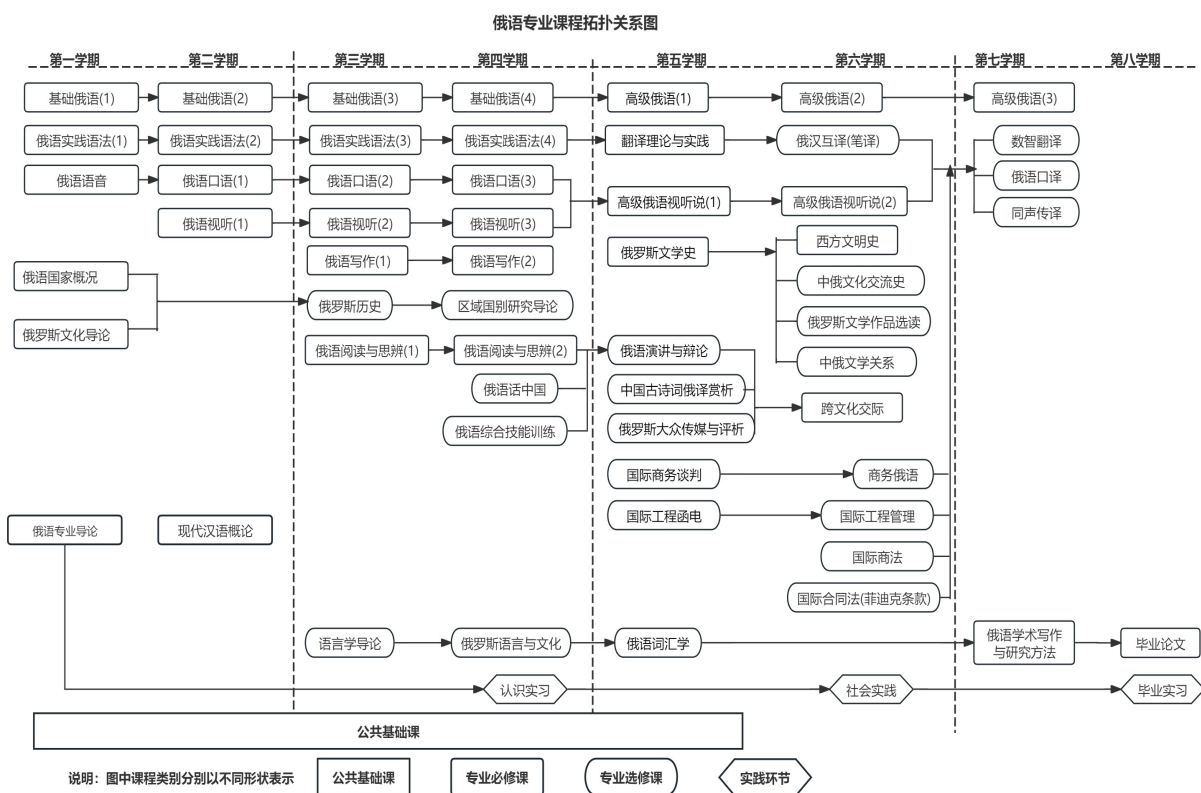 俄语专业课程拓扑关系图
第一学期 第二学期 第三学期 第四学期 第五学期 第六学期 第七学期 第八学期
基础俄语(1) 基础俄语(2) 基础俄语(3) 基础俄语(4) 高级俄语(1) 高级俄语(2) 高级俄语(3)
俄语实践语法(1) 俄语实践语法(2) 俄语实践语法(3) 俄语实践语法(4) 翻译理论与实践 俄汉互译(笔译) 数智翻译
俄语语音 俄语口语(1) 俄语口语(2) 俄语口语(3) 俄语口译
高级俄语视听说(1) 高级俄语视听说(2) 同声传译
俄语视听(1) 俄语视听(2) 俄语视听(3)
俄罗斯文学史 西方文明史
俄语写作(1) 俄语写作(2)
俄语国家概况 中俄文化交流史
俄罗斯历史 区域国别研究导论
俄罗斯文化导论 俄罗斯文学作品选读
俄语阅读与思辨(1) 俄语阅读与思辨(2) 俄语演讲与辩论 中俄文学关系
俄语话中国 中国古诗词俄译赏析
跨文化交际
俄语综合技能训练 俄罗斯大众传媒与评析
国际商务谈判 商务俄语
俄语专业导论 现代汉语概论 国际工程函电 国际工程管理
国际商法
国际合同法(菲迪克条款)
语言学导论 俄罗斯语言与文化 俄语词汇学 俄语学术写作
与研究方法 毕业论文
认识实习 社会实践 毕业实习
公共基础课
说明：图中课程类别分别以不同形状表示 公共基础课 专业必修课 专业选修课 实践环节